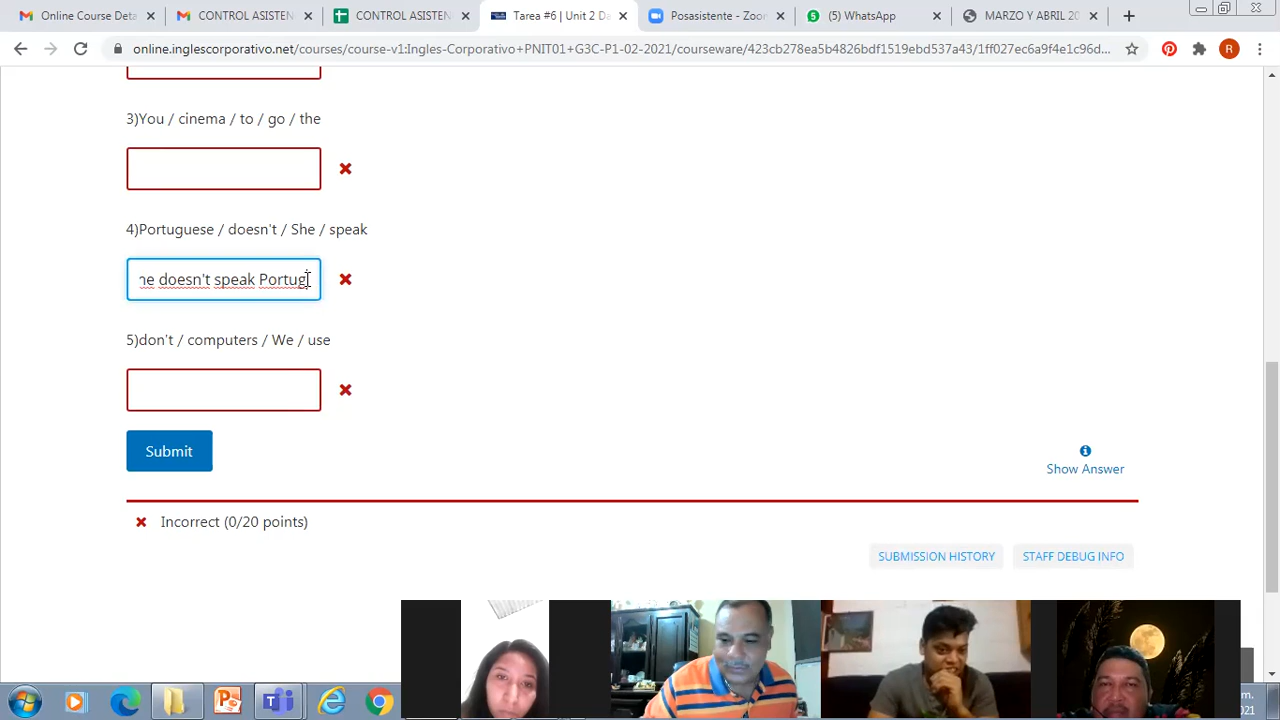 Online Course Deta
CONTROL ASISTEN
CONTROL ASISTEN
Tarea #6 | Unit 2 Da
Posasistente - Zoo
(5) WhatsApp
MARZO Y ABRIL 20
online.inglescorporativo.net/courses/course-v1:Ingles-Corporativo+PNIT01+G3C-P1-02-2021/courseware/423cb278ea5b4826bdf1519ebd537a43/1ff027ec6a9f4e1c96d...
R
3)You / cinema / to / go / the
4)Portuguese / doesn't / She / speak
he doesn't speak Portug
5)don't / computers / We / use
Submit
Show Answer
Incorrect (0/20 points)
SUBMISSION HISTORY
STAFF DEBUG INFO
.m.
2021